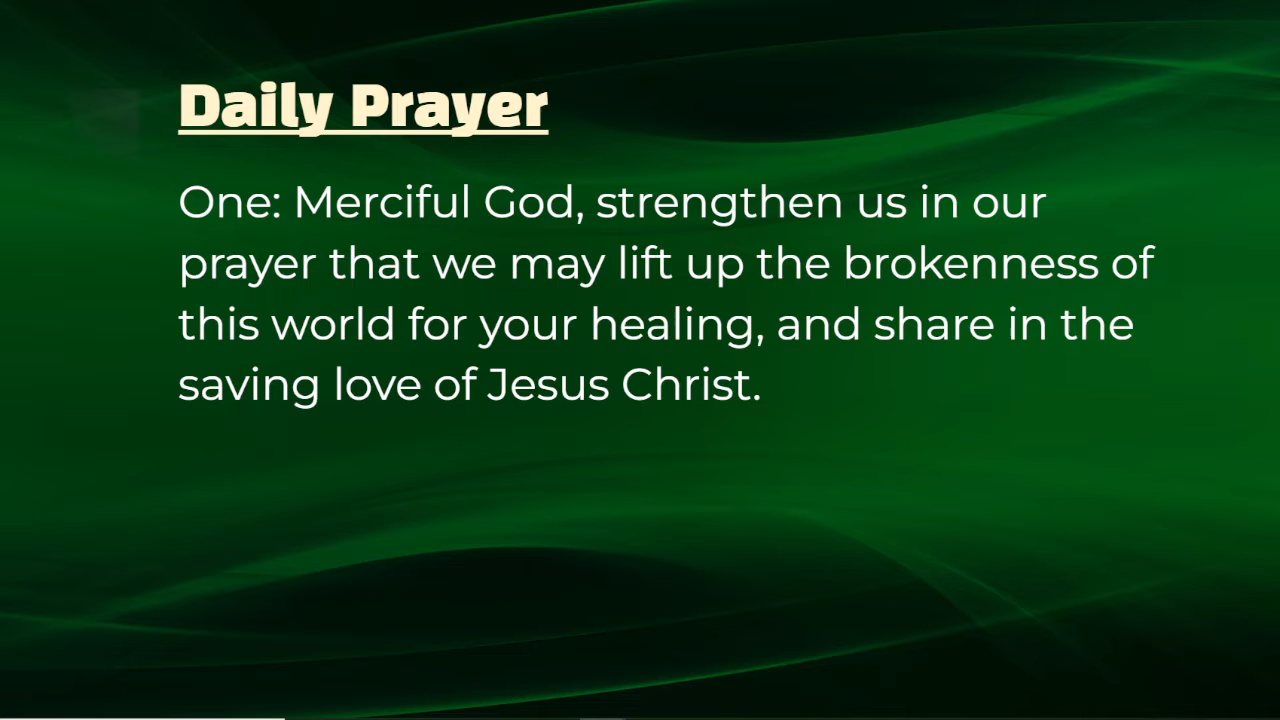 Daily Prayer
One: Merciful God, strengthen us in our
prayer that we may lift up the brokenness of
this world for your healing, and share in the
saving love of Jesus Christ.